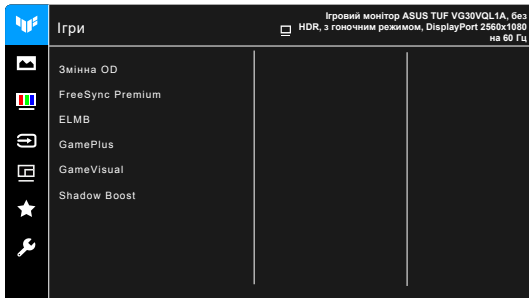 Ігри
Ігровий монітор ASUS TUF VG30VQL1A, без
HDR, з гоночним режимом, DisplayPort 2560x1080
на 60 Гц
Змінна OD
FreeSync Premium
ELMB
GamePlus
GameVisual
Shadow Boost